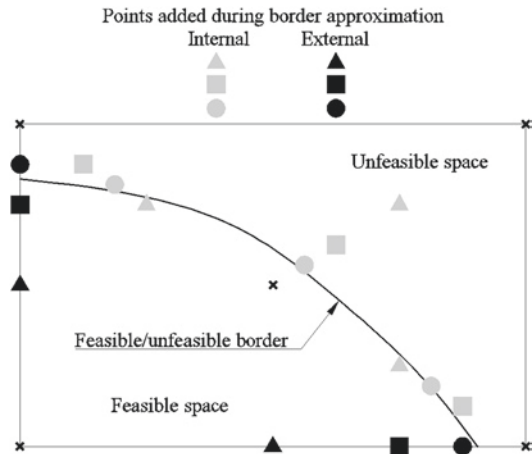 Points added during border approximation
Internal External
Unfeasible space
Feasible/unfeasible border
Feasible space